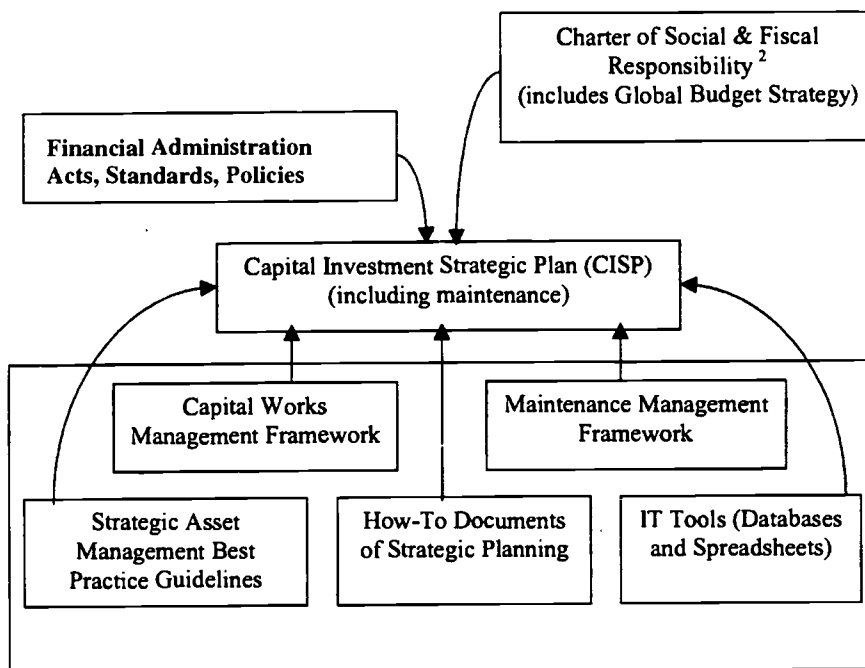 Charter of Social & Fiscal
Responsibility 2
(includes Global Budget Strategy)
Financial Administration
Acts, Standards, Policies
Capital Investment Strategic Plan (CISP)
(including maintenance)
Capital Works
Management Framework
Maintenance Management
Framework
Strategic Asset
Management Best
Practice Guidelines
How-To Documents
of Strategic Planning
IT Tools (Databases
and Spreadsheets)